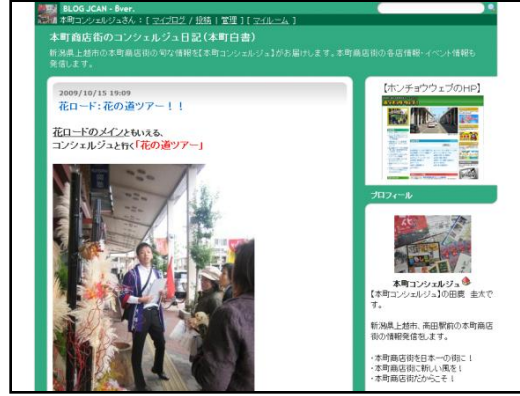 BLOG JCAN - 6ver.
本町コンシェルジュさん : [ マイブログ / 投稿 | 管理 ] [ マイルーム ]
本町商店街のコンシェルジュ日記(本町白書)
新潟県上越市の本町商店街の旬な情報を【本町コンシェルジュ】がお届けします。本町商店街の各店情報・イベント情報も
発信します。
2009/10/15 19:09
花ロード:花の道ツアー!!
花ロードのメインともいえる、
コンシェルジュと行く「花の道ツアー」
【ホンチョウウェブのHP】
プロフィール
本町コンシェルジュ
【本町コンシェルジュ】の田鹿 圭太で
す。
新潟県上越市、高田駅前の本町商店
街の情報発信を、します。
・本町商店街を日本一の街に!
・本町商店街に新しい風を!
・本町商店街だからこそ!